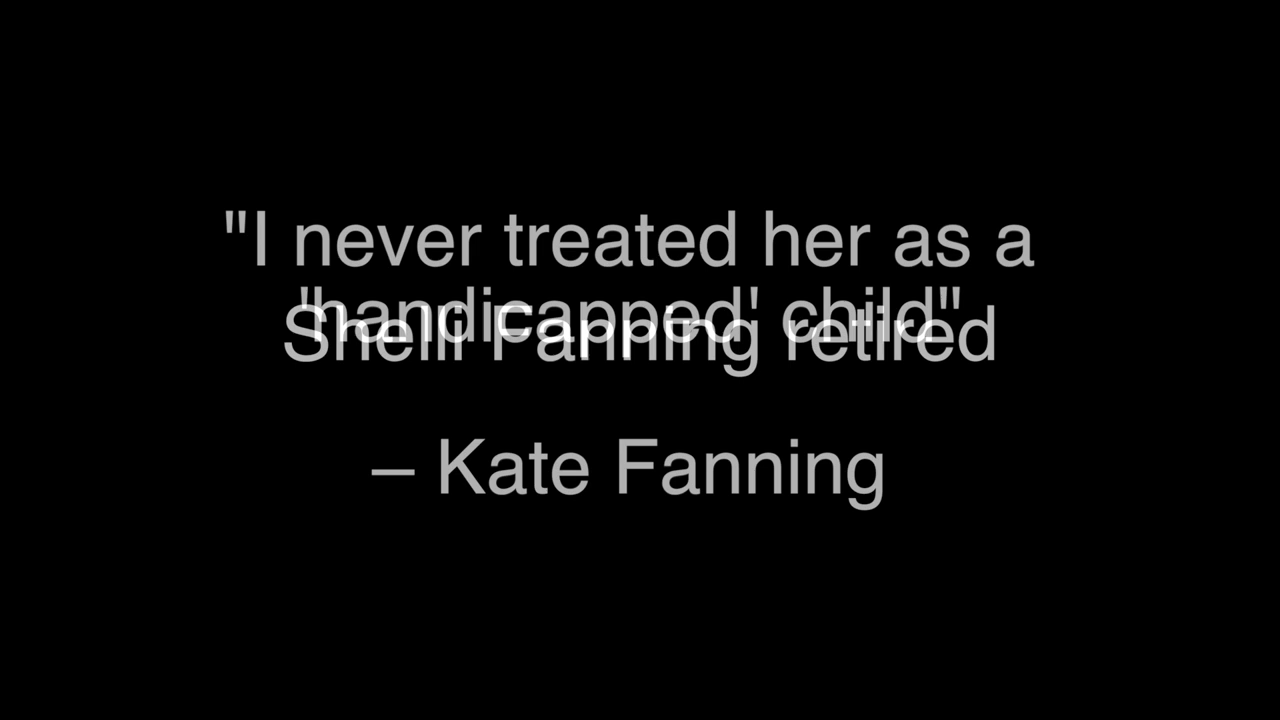 "I never treated her as a
'handicapped' child"
Shelli Fanning retired
– Kate Fanning